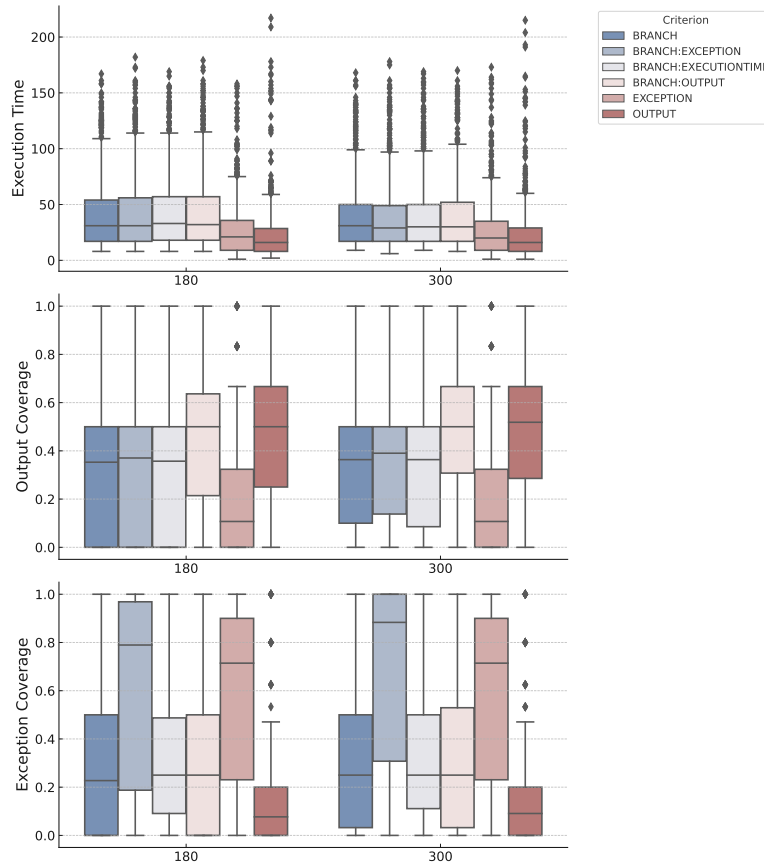 Criterion
BRANCH
BRANCH:EXCEPTION
BRANCH:EXECUTIONTIM
BRANCH:OUTPUT
EXCEPTION
OUTPUT
Execution Time
200
150
100
50
0
180 300
Output Coverage
1.0
0.8
0.6
0.4
0.2
0.0
180 300
Exception Coverage
1.0
0.8
0.6
0.4
0.2
0.0
180 300